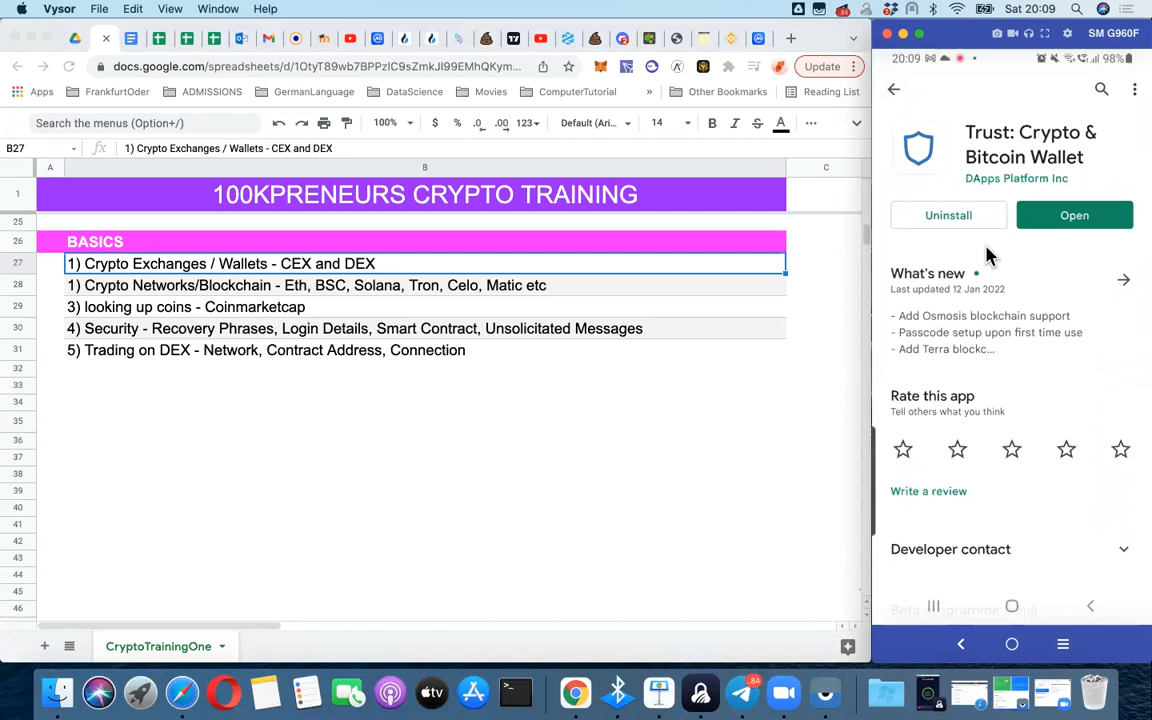 Vysor File Edit View Window Help
84
Sat 20:09
docs.google.com/spreadsheets/d/1OtyT89wb7BPPzIC9sZmkJI99EMhQKym...
Update
Apps FrankfurtOder ADMISSIONS GermanLanguage DataScience Movies ComputerTutorial » Other Bookmarks Reading List
Search the menus (Option+/)
100% $ % .0 .00 123 Default (Ari... 14 B I S A
B27 fx 1) Crypto Exchanges / Wallets - CEX and DEX
A B C
1 100KPRENEURS CRYPTO TRAINING
25
26 BASICS
27 1) Crypto Exchanges / Wallets - CEX and DEX
28 1) Crypto Networks/Blockchain - Eth, BSC, Solana, Tron, Celo, Matic etc
29 3) looking up coins - Coinmarketcap
30 4) Security - Recovery Phrases, Login Details, Smart Contract, Unsolicitated Messages
31 5) Trading on DEX - Network, Contract Address, Connection
32
33
34
35
36
37
38
39
40
41
42
43
44
45
46
CryptoTrainingOne
SM G960F
20:09 98%
Trust: Crypto &
Bitcoin Wallet
DApps Platform Inc
Uninstall Open
What's new
Last updated 12 Jan 2022
- Add Osmosis blockchain support
- Passcode setup upon first time use
- Add Terra blockc...
Rate this app
Tell others what you think
Write a review
Developer contact
tv
84